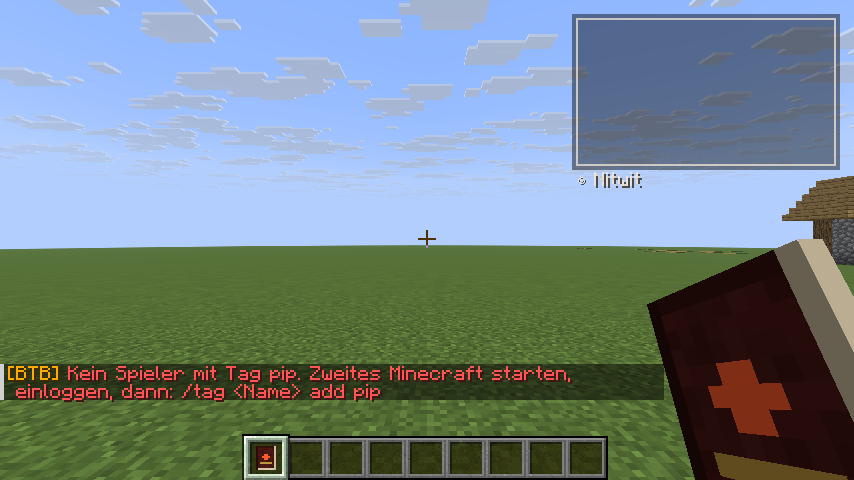 Nitwit
[BTB] Kein Spieler mit Tag pip. Zweites Minecraft starten,
einloggen, dann: /tag <Name> add pip